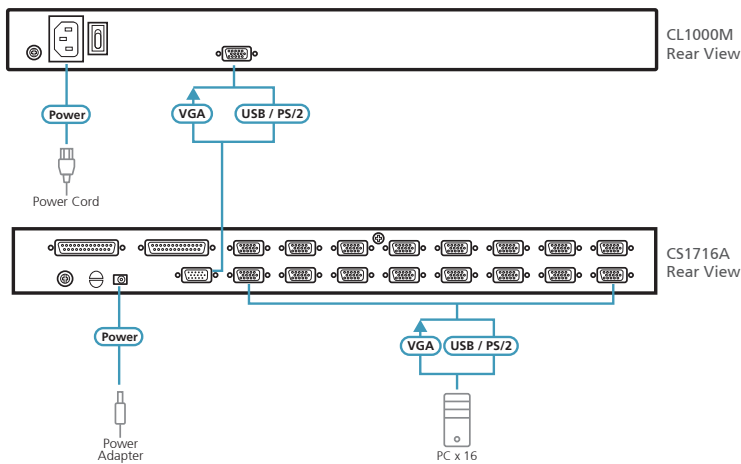 CL1000M
Rear View
Power
VGA
USB / PS/2
Power Cord
CS1716A
Rear View
Power
VGA
USB / PS/2
Power
Adapter
PC x 16